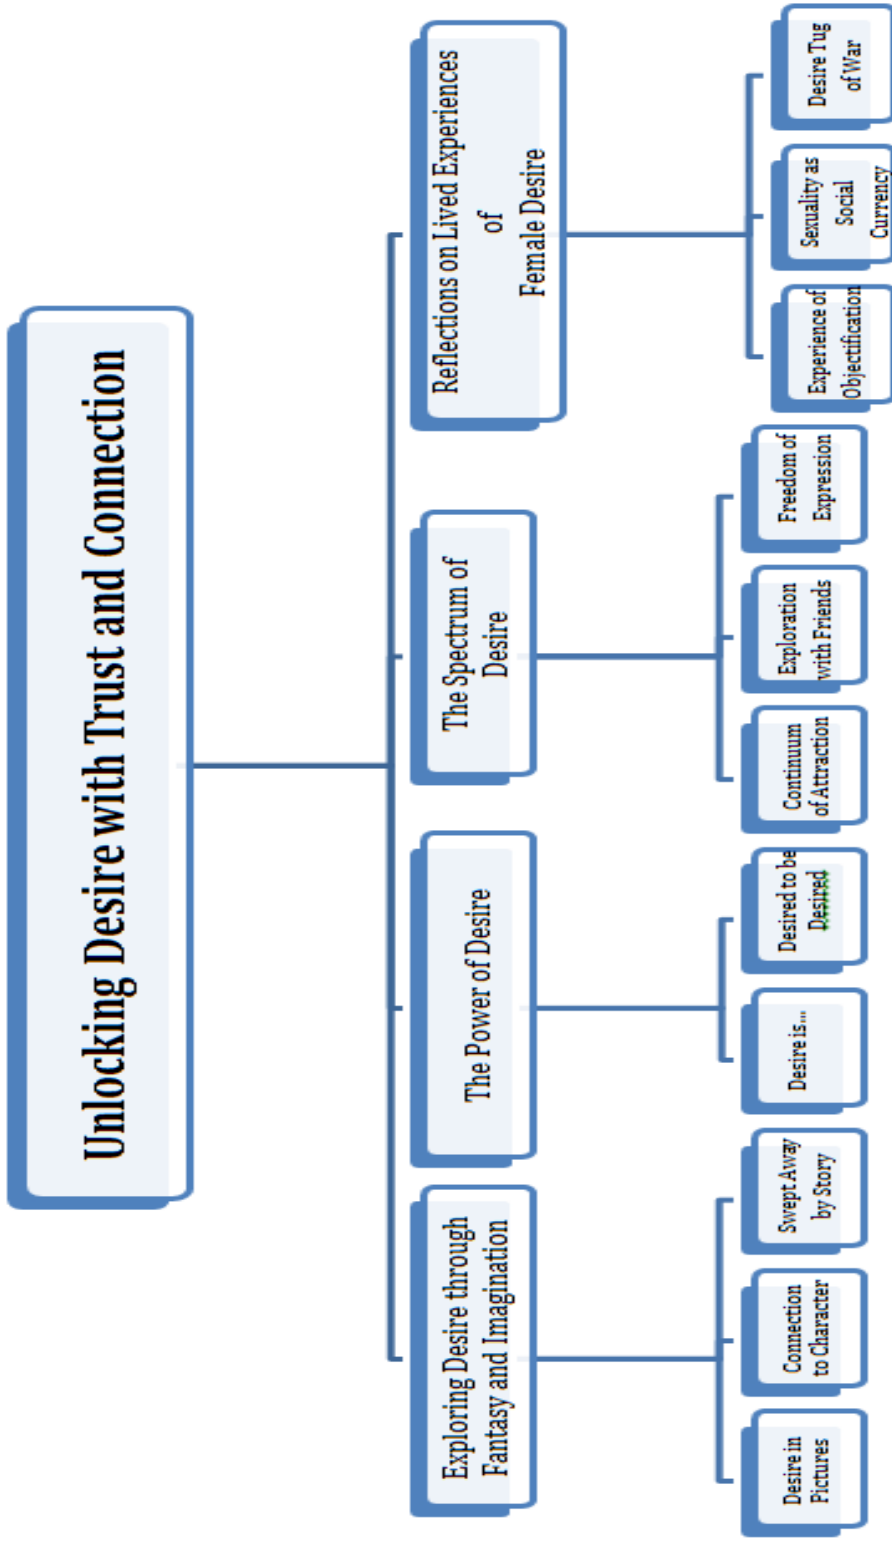 Unlocking Desire with Trust and Connection
Exploring Desire through
Fantasy and Imagination
The Power of Desire
The Spectrum of
Desire
Reflections on Lived Experiences
of
Female Desire
Desire in
Pictures
Connection
to Character
Swept Away
by Story
Desire is...
Desired to be
Desired
Continuum
of Attraction
Exploration
with Friends
Freedom of
Expression
Experience of
Objectification
Sexuality as
Social
Currency
Desire Tug
of War